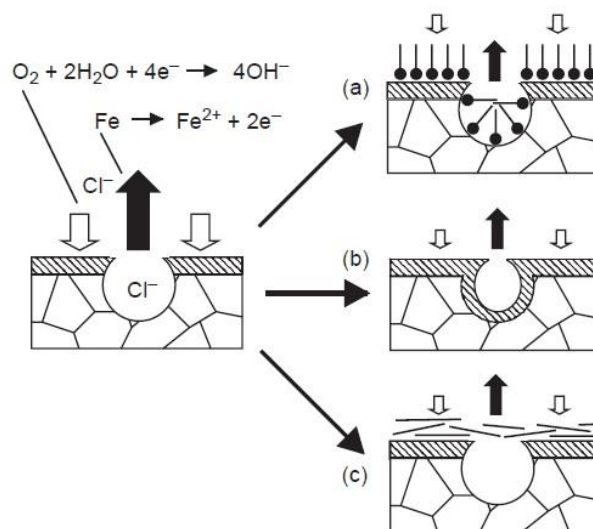 O₂ + 2H₂O + 4e⁻ → 4OH⁻
Fe → Fe²⁺ + 2e⁻
Cl⁻
Cl⁻
(a)
(b)
(c)